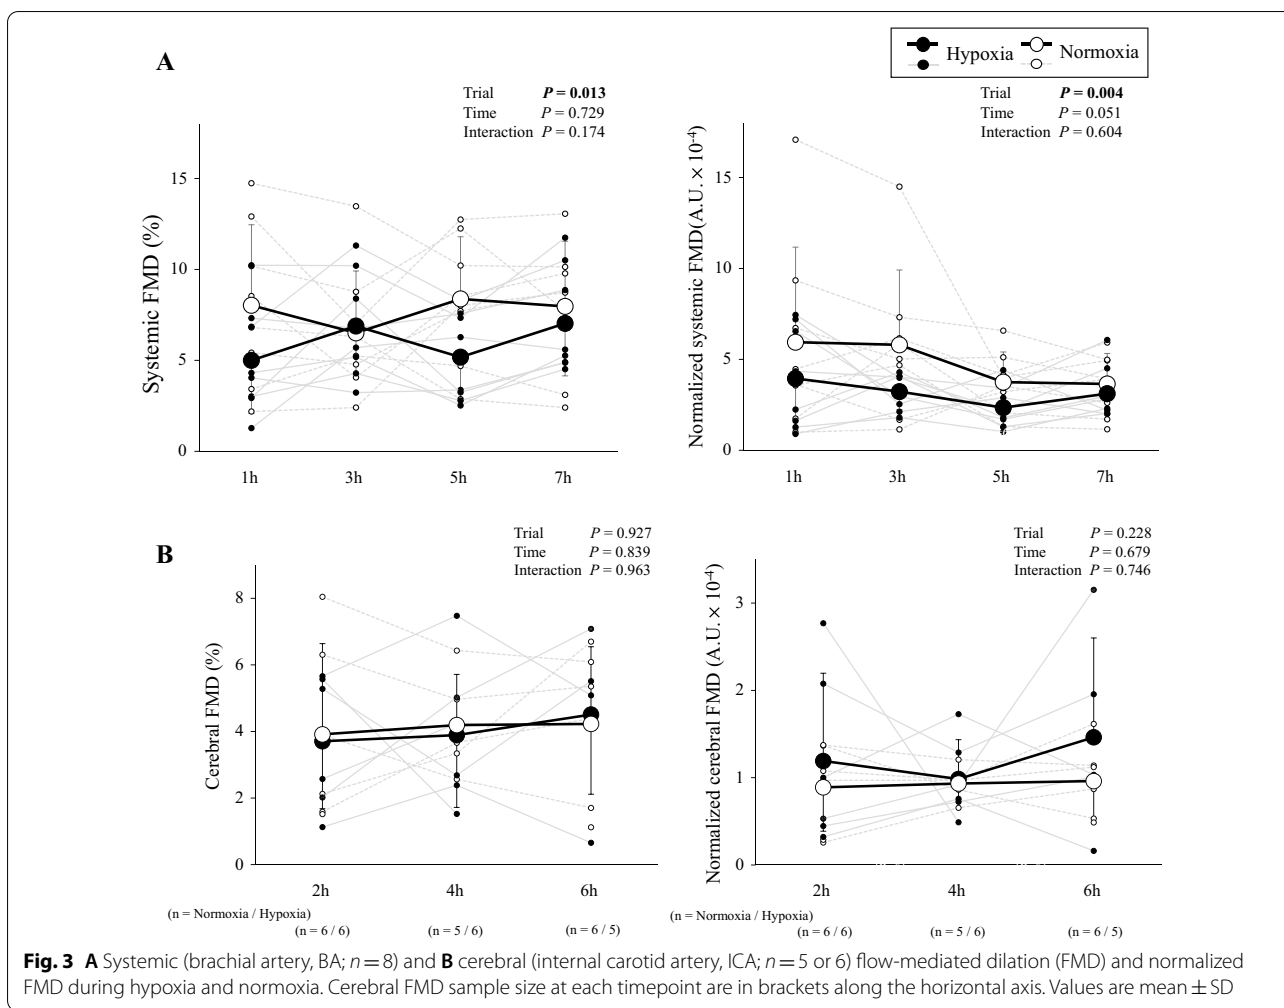 Hypoxia Normoxia
A
Trial P = 0.013
Time P = 0.729
Interaction P = 0.174
Systemic FMD (%)
15
10
5
0
1h 3h 5h 7h
Trial P = 0.004
Time P = 0.051
Interaction P = 0.604
Normalized systemic FMD(A.U. × 10-4)
15
10
5
0
1h 3h 5h 7h
B
Trial P = 0.927
Time P = 0.839
Interaction P = 0.963
Cerebral FMD (%)
8
6
4
2
0
2h 4h 6h
(n = Normoxia / Hypoxia)
(n = 6 / 6) (n = 5 / 6) (n = 6 / 5)
Trial P = 0.228
Time P = 0.679
Interaction P = 0.746
Normalized cerebral FMD (A.U. × 10-4)
3
2
1
0
2h 4h 6h
(n = Normoxia / Hypoxia)
(n = 6 / 6) (n = 5 / 6) (n = 6 / 5)
Fig. 3 A Systemic (brachial artery, BA; n = 8) and B cerebral (internal carotid artery, ICA; n = 5 or 6) flow-mediated dilation (FMD) and normalized
FMD during hypoxia and normoxia. Cerebral FMD sample size at each timepoint are in brackets along the horizontal axis. Values are mean ± SD